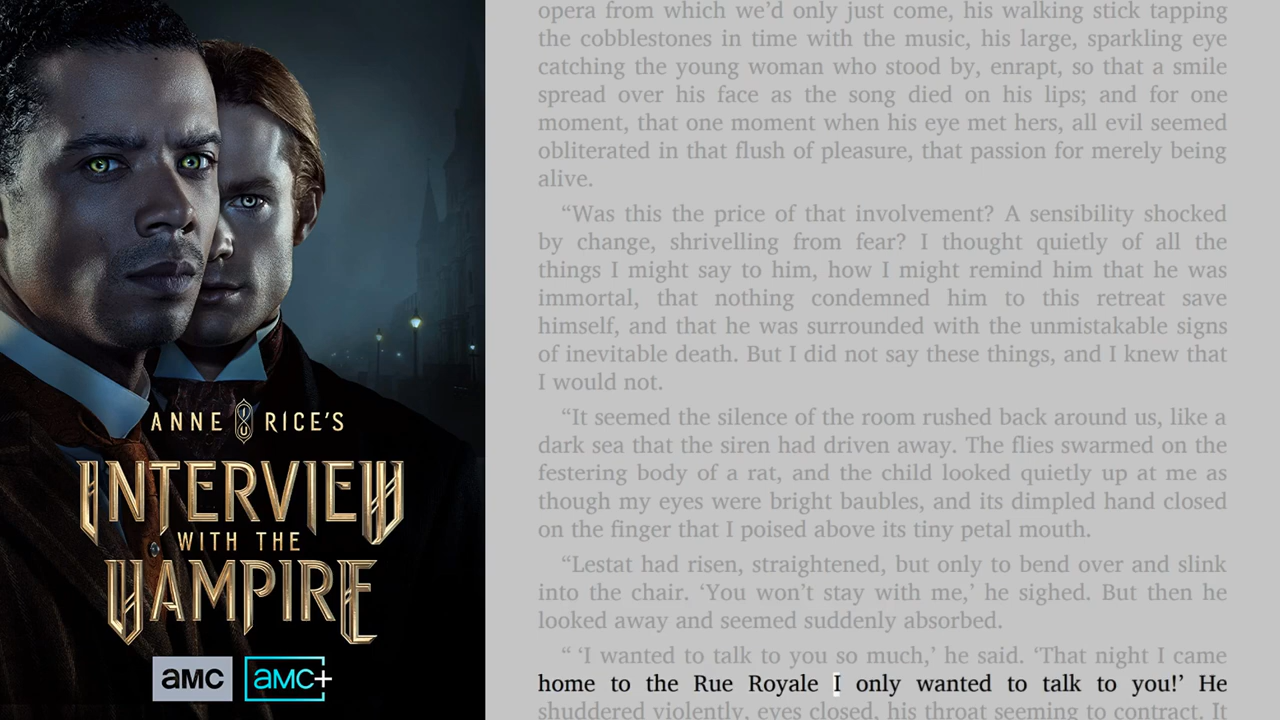 ANNE RICE'S
INTERVIEW
WITH THE
VAMPIRE
amc
amc+
opera from which we’d only just come, his walking stick tapping
the cobblestones in time with the music, his large, sparkling eye
catching the young woman who stood by, enrapt, so that a smile
spread over his face as the song died on his lips; and for one
moment, that one moment when his eye met hers, all evil seemed
obliterated in that flush of pleasure, that passion for merely being
alive.
“Was this the price of that involvement? A sensibility shocked
by change, shrivelling from fear? I thought quietly of all the
things I might say to him, how I might remind him that he was
immortal, that nothing condemned him to this retreat save
himself, and that he was surrounded with the unmistakable signs
of inevitable death. But I did not say these things, and I knew that
I would not.
“It seemed the silence of the room rushed back around us, like a
dark sea that the siren had driven away. The flies swarmed on the
festering body of a rat, and the child looked quietly up at me as
though my eyes were bright baubles, and its dimpled hand closed
on the finger that I poised above its tiny petal mouth.
“Lestat had risen, straightened, but only to bend over and slink
into the chair. ‘You won’t stay with me,’ he sighed. But then he
looked away and seemed suddenly absorbed.
“ ‘I wanted to talk to you so much,’ he said. ‘That night I came
home to the Rue Royale I only wanted to talk to you!’ He
shuddered violently, eyes closed, his throat seeming to contract. It